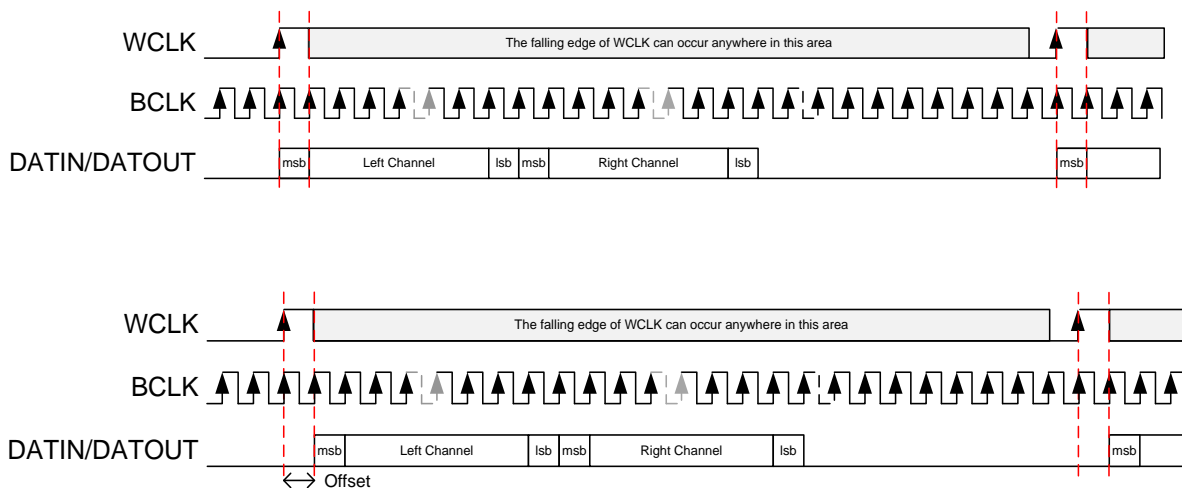 WCLK
The falling edge of WCLK can occur anywhere in this area
BCLK
DATIN/DATOUT
msb
Left Channel
lsb
msb
Right Channel
lsb
msb
WCLK
The falling edge of WCLK can occur anywhere in this area
BCLK
DATIN/DATOUT
msb
Left Channel
lsb
msb
Right Channel
lsb
msb
Offset